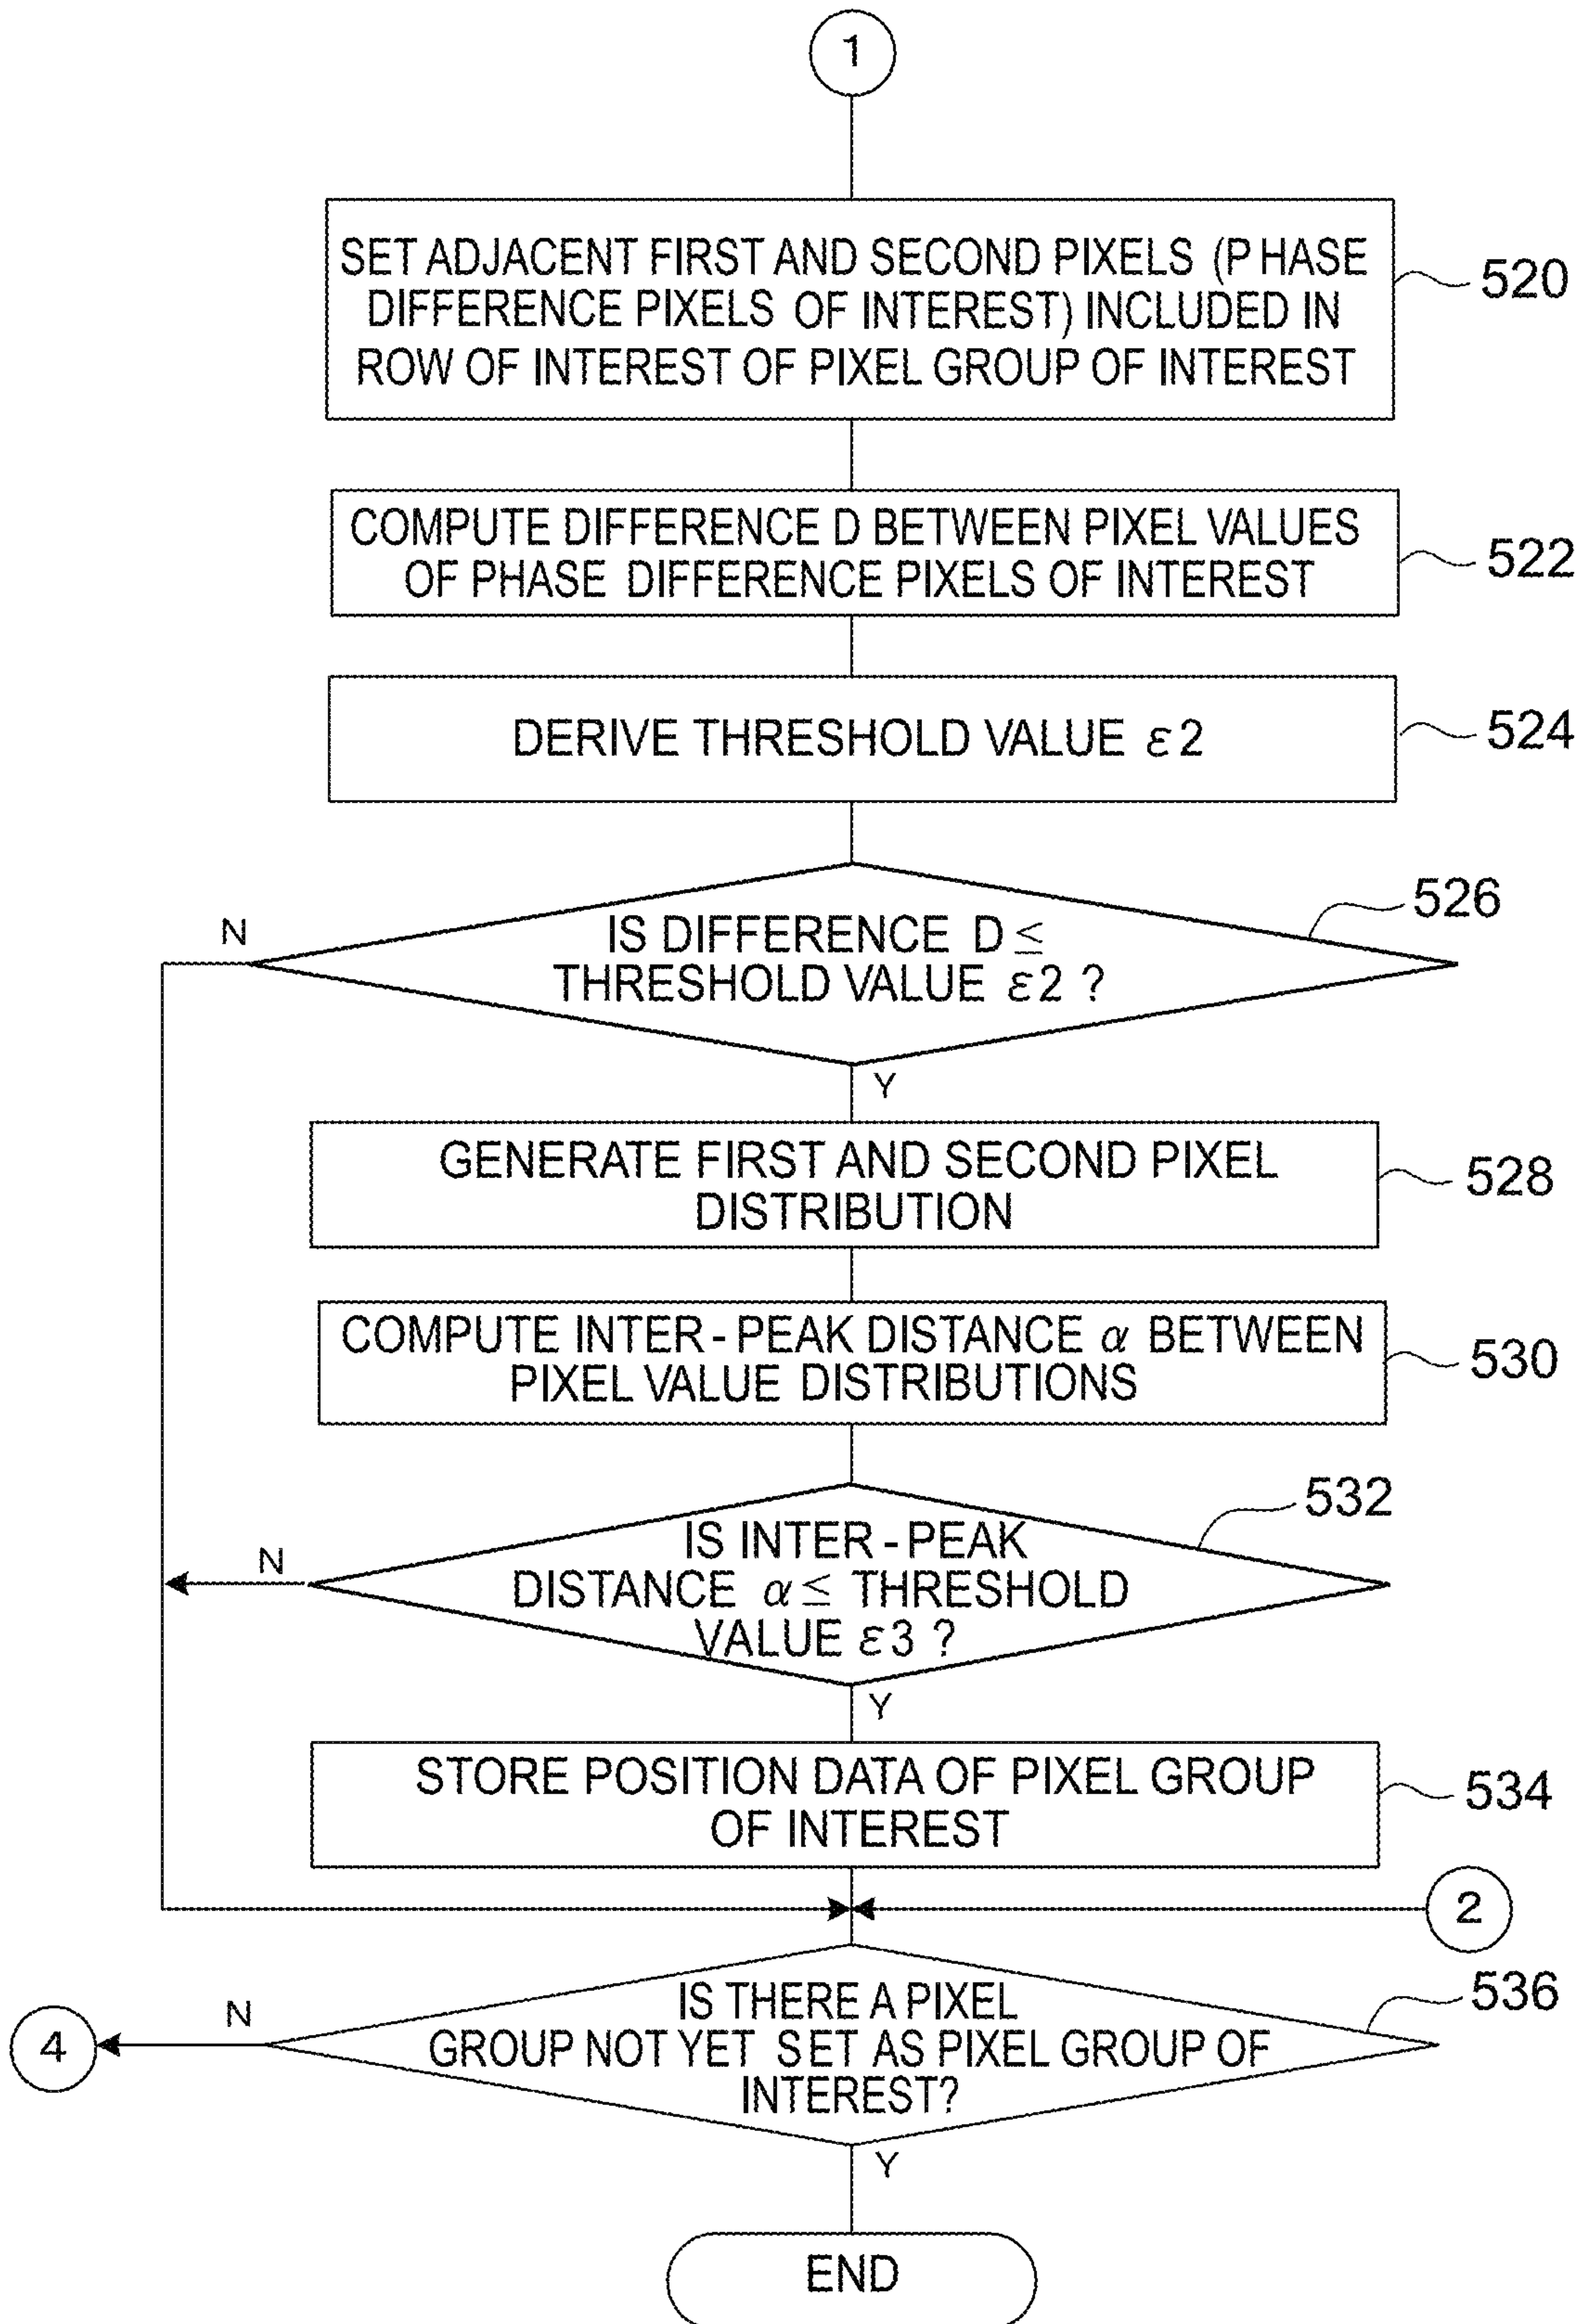 1
SET ADJACENT FIRST AND SECOND PIXELS (PHASE
DIFFERENCE PIXELS OF INTEREST) INCLUDED IN
ROW OF INTEREST OF PIXEL GROUP OF INTEREST
520
COMPUTE DIFFERENCE D BETWEEN PIXEL VALUES
OF PHASE DIFFERENCE PIXELS OF INTEREST
522
DERIVE THRESHOLD VALUE ε2
524
IS DIFFERENCE D ≦
THRESHOLD VALUE ε2 ?
526
N
Y
GENERATE FIRST AND SECOND PIXEL
DISTRIBUTION
528
COMPUTE INTER-PEAK DISTANCE α BETWEEN
PIXEL VALUE DISTRIBUTIONS
530
IS INTER-PEAK
DISTANCE α ≦ THRESHOLD
VALUE ε3 ?
532
N
Y
STORE POSITION DATA OF PIXEL GROUP
OF INTEREST
534
2
IS THERE A PIXEL
GROUP NOT YET SET AS PIXEL GROUP OF
INTEREST?
536
N
4
Y
END